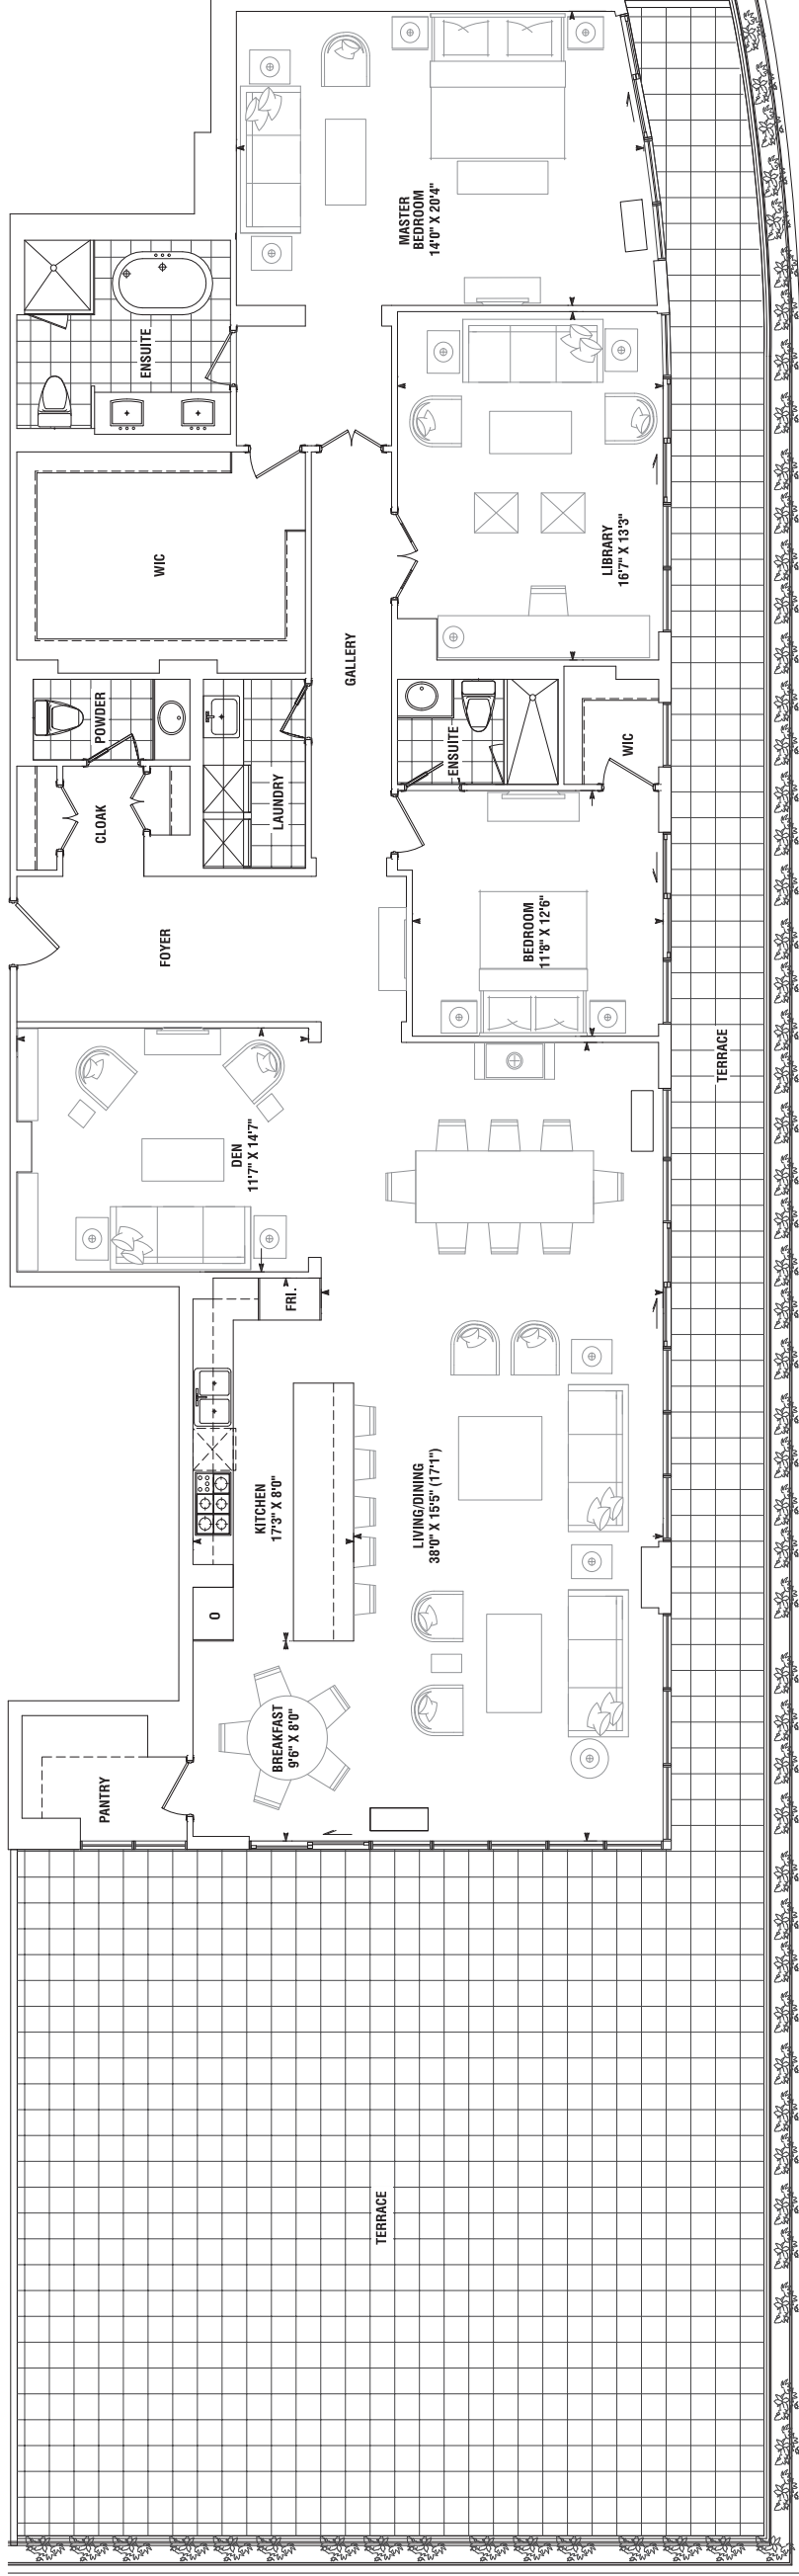 MASTER
BEDROOM
14'0" X 20'4"
ENSUITE
WIC
LIBRARY
16'7" X 13'3"
GALLERY
POWDER
ENSUITE
WIC
CLOAK
LAUNDRY
FOYER
BEDROOM
11'8" X 12'6"
TERRACE
DEN
11'7" X 14'7"
FRI.
KITCHEN
17'3" X 8'0"
LIVING/DINING
38'0" X 15'5" (17'1")
O
BREAKFAST
9'6" X 8'0"
PANTRY
TERRACE